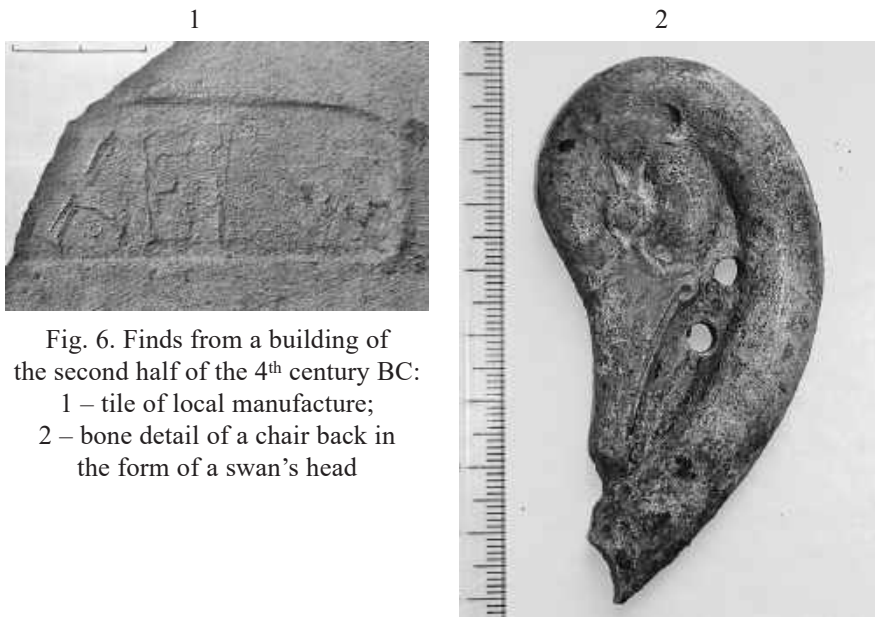 1
2
Fig. 6. Finds from a building of
the second half of the 4th century BC:
1 – tile of local manufacture;
2 – bone detail of a chair back in
the form of a swan’s head